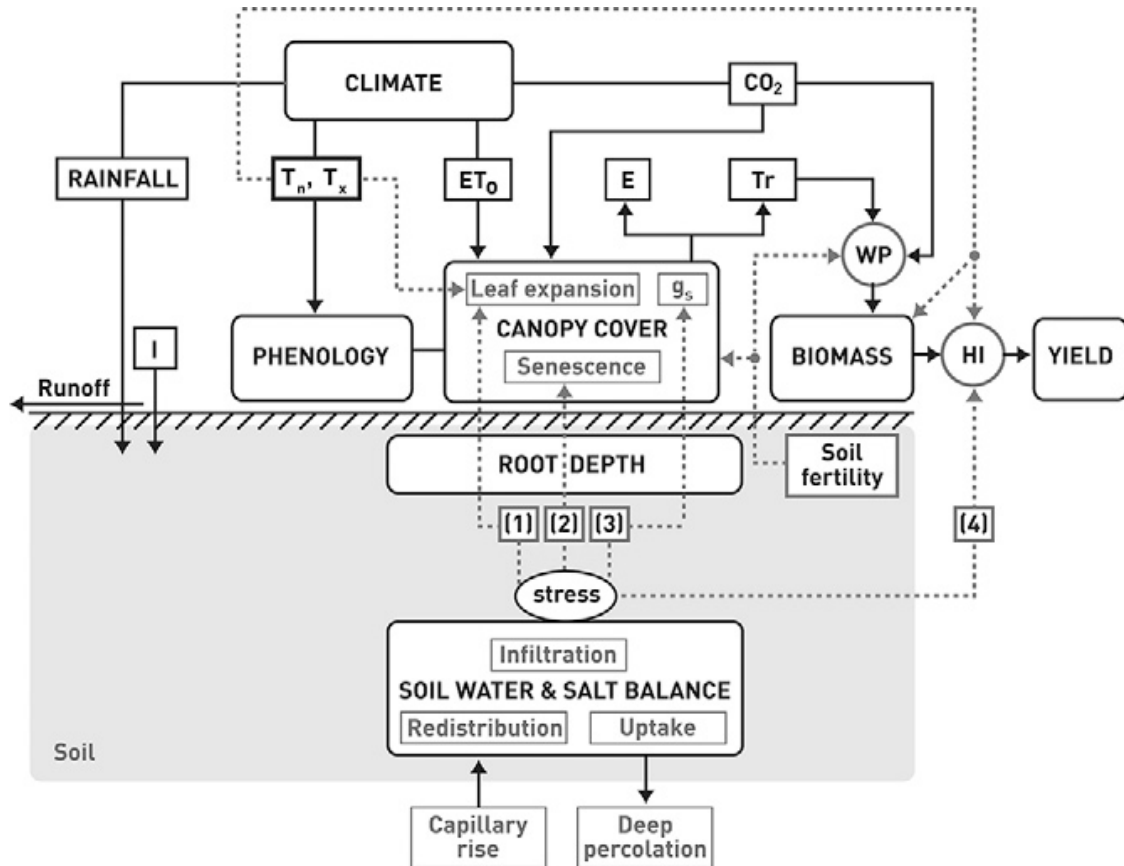 CLIMATE
CO₂
RAINFALL
Tₙ, Tₓ
ET₀
E
Tr
WP
Leaf expansion
gₛ
CANOPY COVER
Senescence
PHENOLOGY
I
Runoff
BIOMASS
HI
YIELD
ROOT DEPTH
Soil
fertility
(1)
(2)
(3)
(4)
stress
Infiltration
SOIL WATER & SALT BALANCE
Redistribution
Uptake
Soil
Capillary
rise
Deep
percolation